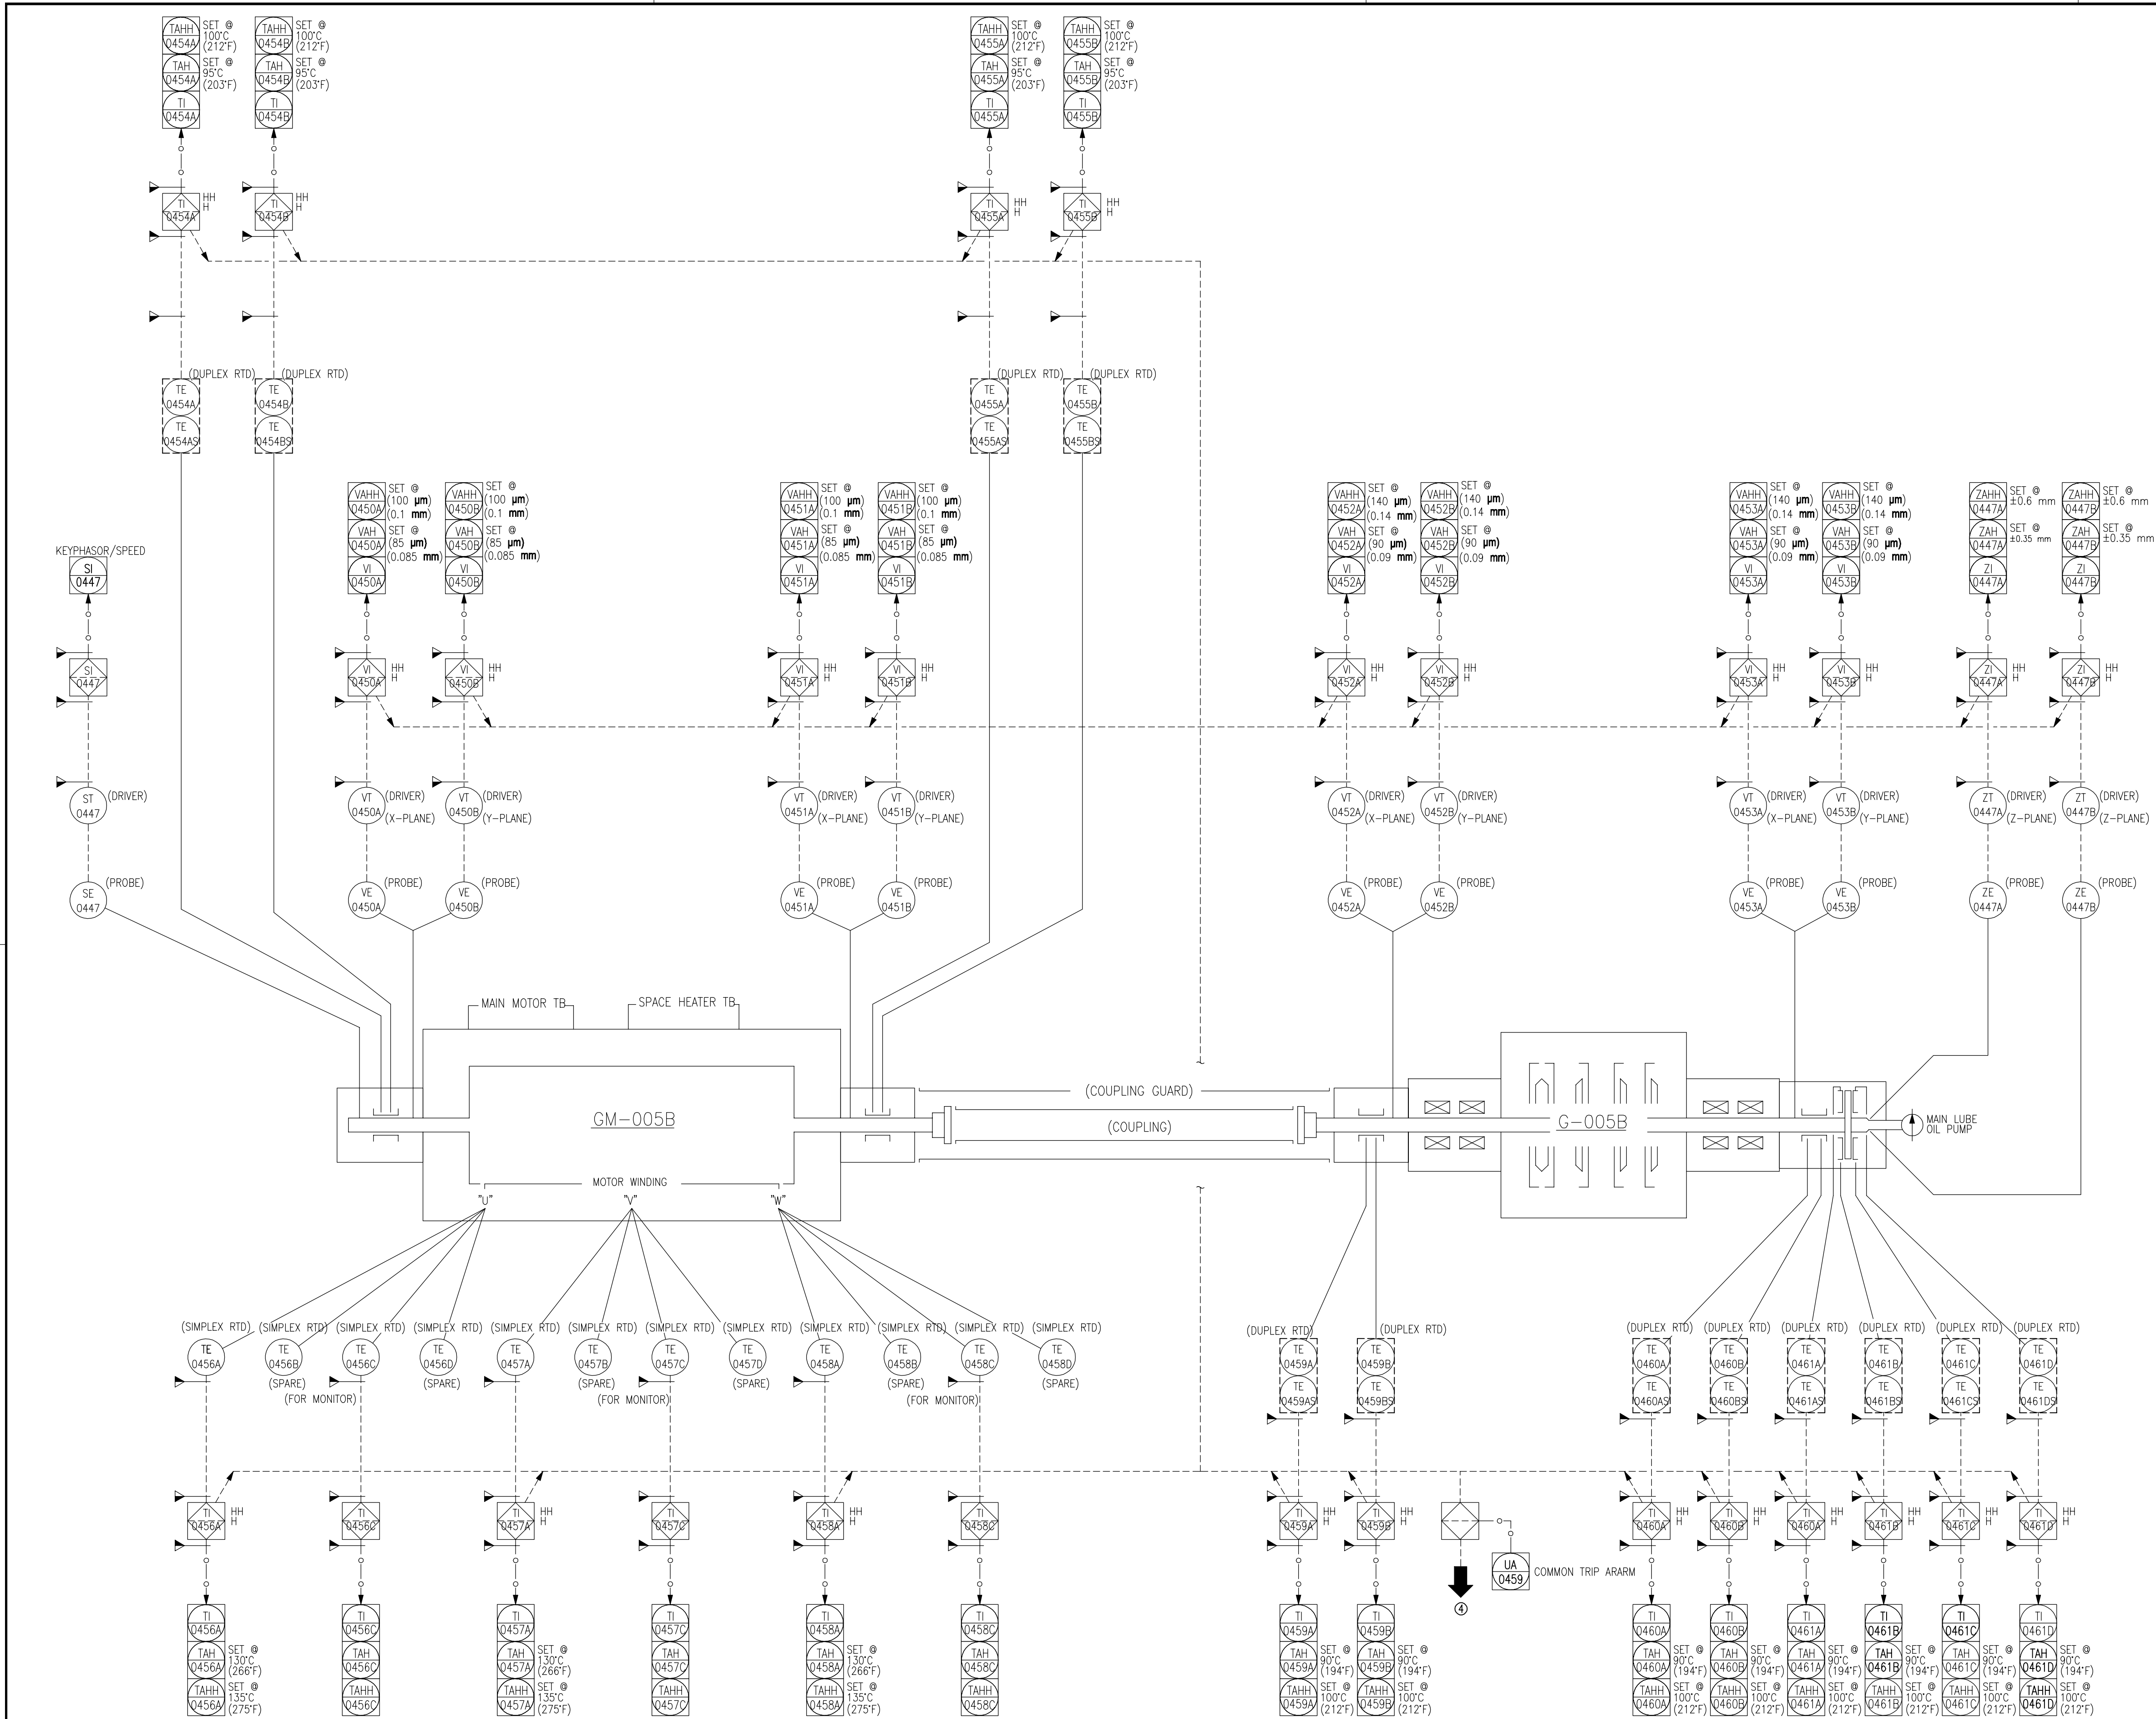 TAHH
0454A
SET @
100°C
(212°F)
TAH
0454A
SET @
95°C
(203°F)
TI
0454A
TAHH
0454B
SET @
100°C
(212°F)
TAH
0454B
SET @
95°C
(203°F)
TI
0454B
TAHH
0455A
SET @
100°C
(212°F)
TAH
0455A
SET @
95°C
(203°F)
TI
0455A
TAHH
0455B
SET @
100°C
(212°F)
TAH
0455B
SET @
95°C
(203°F)
TI
0455B
TI
0454A
HH
H
TI
0454B
HH
H
TI
0455A
HH
H
TI
0455B
HH
H
(DUPLEX RTD)
TE
0454A
TE
0454AS
(DUPLEX RTD)
TE
0454B
TE
0454BS
(DUPLEX RTD)
TE
0455A
TE
0455AS
(DUPLEX RTD)
TE
0455B
TE
0455BS
KEYPHASOR/SPEED
SI
0447
VAHH
0450A
SET @
(100 µm)
(0.1 mm)
VAH
0450A
SET @
(85 µm)
(0.085 mm)
VI
0450A
VAHH
0450B
SET @
(100 µm)
(0.1 mm)
VAH
0450B
SET @
(85 µm)
(0.085 mm)
VI
0450B
VAHH
0451A
SET @
(100 µm)
(0.1 mm)
VAH
0451A
SET @
(85 µm)
(0.085 mm)
VI
0451A
VAHH
0451B
SET @
(100 µm)
(0.1 mm)
VAH
0451B
SET @
(85 µm)
(0.085 mm)
VI
0451B
VAHH
0452A
SET @
(140 µm)
(0.14 mm)
VAH
0452A
SET @
(90 µm)
(0.09 mm)
VI
0452A
VAHH
0452B
SET @
(140 µm)
(0.14 mm)
VAH
0452B
SET @
(90 µm)
(0.09 mm)
VI
0452B
VAHH
0453A
SET @
(140 µm)
(0.14 mm)
VAH
0453A
SET @
(90 µm)
(0.09 mm)
VI
0453A
VAHH
0453B
SET @
(140 µm)
(0.14 mm)
VAH
0453B
SET @
(90 µm)
(0.09 mm)
VI
0453B
ZAHH
0447A
SET @
±0.6 mm
ZAH
0447A
SET @
±0.35 mm
ZI
0447A
ZAHH
0447B
SET @
±0.6 mm
ZAH
0447B
SET @
±0.35 mm
ZI
0447B
SI
0447
VI
0450A
HH
H
VI
0450B
HH
H
VI
0451A
HH
H
VI
0451B
HH
H
VI
0452A
HH
H
VI
0452B
HH
H
VI
0453A
HH
H
VI
0453B
HH
H
ZI
0447A
HH
H
ZI
0447B
HH
H
ST
0447
(DRIVER)
VT
0450A
(DRIVER)
(X-PLANE)
VT
0450B
(DRIVER)
(Y-PLANE)
VT
0451A
(DRIVER)
(X-PLANE)
VT
0451B
(DRIVER)
(Y-PLANE)
VT
0452A
(DRIVER)
(X-PLANE)
VT
0452B
(DRIVER)
(Y-PLANE)
VT
0453A
(DRIVER)
(X-PLANE)
VT
0453B
(DRIVER)
(Y-PLANE)
ZT
0447A
(DRIVER)
(Z-PLANE)
ZT
0447B
(DRIVER)
(Z-PLANE)
SE
0447
(PROBE)
VE
0450A
(PROBE)
VE
0450B
(PROBE)
VE
0451A
(PROBE)
VE
0451B
(PROBE)
VE
0452A
(PROBE)
VE
0452B
(PROBE)
VE
0453A
(PROBE)
VE
0453B
(PROBE)
ZE
0447A
(PROBE)
ZE
0447B
(PROBE)
MAIN MOTOR TB
SPACE HEATER TB
(COUPLING GUARD)
GM-005B
(COUPLING)
G-005B
MAIN LUBE
OIL PUMP
MOTOR WINDING
"U"
"V"
"W"
(SIMPLEX RTD)
TE
0456A
(SIMPLEX RTD)
TE
0456B
(SPARE)
(SIMPLEX RTD)
TE
0456C
(FOR MONITOR)
(SIMPLEX RTD)
TE
0456D
(SPARE)
(SIMPLEX RTD)
TE
0457A
(SIMPLEX RTD)
TE
0457B
(SPARE)
(SIMPLEX RTD)
TE
0457C
(FOR MONITOR)
(SIMPLEX RTD)
TE
0457D
(SPARE)
(SIMPLEX RTD)
TE
0458A
(SIMPLEX RTD)
TE
0458B
(SPARE)
(SIMPLEX RTD)
TE
0458C
(FOR MONITOR)
(SIMPLEX RTD)
TE
0458D
(SPARE)
(DUPLEX RTD)
TE
0459A
TE
0459AS
(DUPLEX RTD)
TE
0459B
TE
0459BS
(DUPLEX RTD)
TE
0460A
TE
0460AS
(DUPLEX RTD)
TE
0460B
TE
0460BS
(DUPLEX RTD)
TE
0461A
TE
0461AS
(DUPLEX RTD)
TE
0461B
TE
0461BS
(DUPLEX RTD)
TE
0461C
TE
0461CS
(DUPLEX RTD)
TE
0461D
TE
0461DS
TI
0456A
HH
H
TI
0456C
TI
0457A
HH
H
TI
0457C
TI
0458A
HH
H
TI
0458C
TI
0459A
HH
H
TI
0459B
HH
H
TI
0460A
HH
H
TI
0460B
HH
H
TI
0460A
HH
H
TI
0461B
HH
H
TI
0461C
HH
H
TI
0461D
HH
H
UA
0459
COMMON TRIP ARARM
4
TI
0456A
TAH
0456A
SET @
130°C
(266°F)
TAHH
0456A
SET @
135°C
(275°F)
TI
0456C
TAH
0456C
TAHH
0456C
TI
0457A
TAH
0457A
SET @
130°C
(266°F)
TAHH
0457A
SET @
135°C
(275°F)
TI
0457C
TAH
0457C
TAHH
0457C
TI
0458A
TAH
0458A
SET @
130°C
(266°F)
TAHH
0458A
SET @
135°C
(275°F)
TI
0458C
TAH
0458C
TAHH
0458C
TI
0459A
TAH
0459A
SET @
90°C
(194°F)
TAHH
0459A
SET @
100°C
(212°F)
TI
0459B
TAH
0459B
SET @
90°C
(194°F)
TAHH
0459B
SET @
100°C
(212°F)
TI
0460A
TAH
0460A
SET @
90°C
(194°F)
TAHH
0460A
SET @
100°C
(212°F)
TI
0460B
TAH
0460B
SET @
90°C
(194°F)
TAHH
0460B
SET @
100°C
(212°F)
TI
0461A
TAH
0461A
SET @
90°C
(194°F)
TAHH
0461A
SET @
100°C
(212°F)
TI
0461B
TAH
0461B
SET @
90°C
(194°F)
TAHH
0461B
SET @
100°C
(212°F)
TI
0461C
TAH
0461C
SET @
90°C
(194°F)
TAHH
0461C
SET @
100°C
(212°F)
TI
0461D
TAH
0461D
SET @
90°C
(194°F)
TAHH
0461D
SET @
100°C
(212°F)